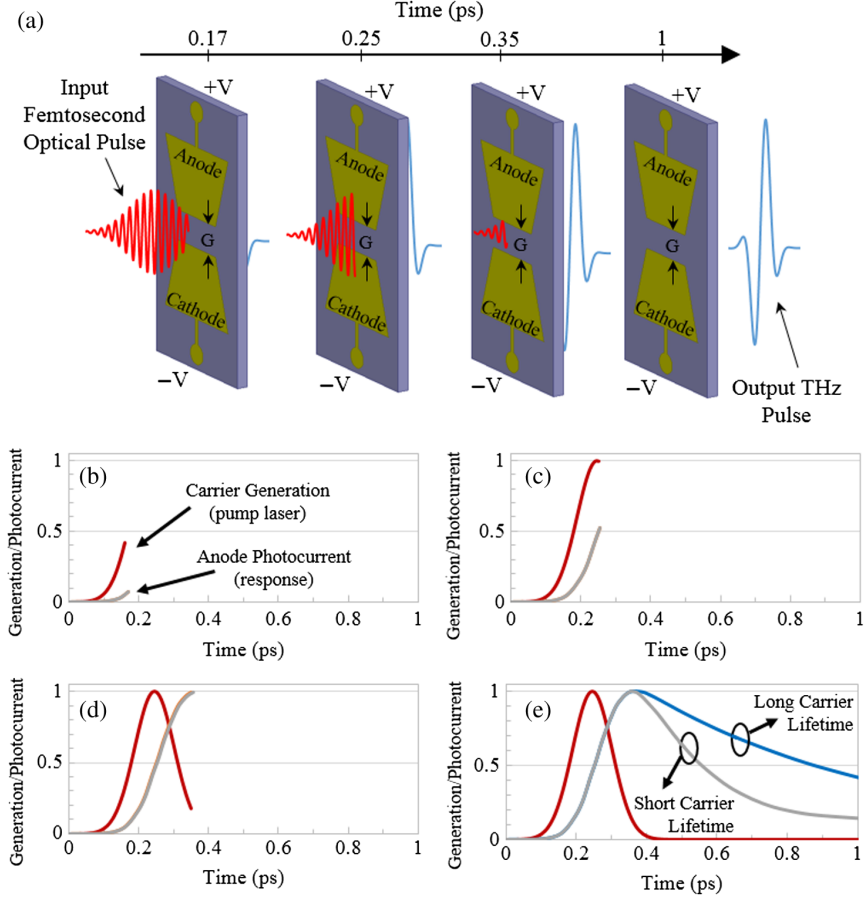 (a)
Time (ps)
0.17
0.25
0.35
1
Input
Femtosecond
Optical Pulse
+V
+V
+V
+V
Anode
Anode
Anode
Anode
G
G
G
G
Cathode
Cathode
Cathode
Cathode
−V
−V
−V
−V
Output THz
Pulse
(b)
Generation/Photocurrent
1
0.5
0
Carrier Generation
(pump laser)
Anode Photocurrent
(response)
0 0.2 0.4 0.6 0.8 1
Time (ps)
(c)
Generation/Photocurrent
1
0.5
0
0 0.2 0.4 0.6 0.8 1
Time (ps)
(d)
Generation/Photocurrent
1
0.5
0
0 0.2 0.4 0.6 0.8 1
Time (ps)
(e)
Generation/Photocurrent
1
0.5
0
Long Carrier
Lifetime
Short Carrier
Lifetime
0 0.2 0.4 0.6 0.8 1
Time (ps)